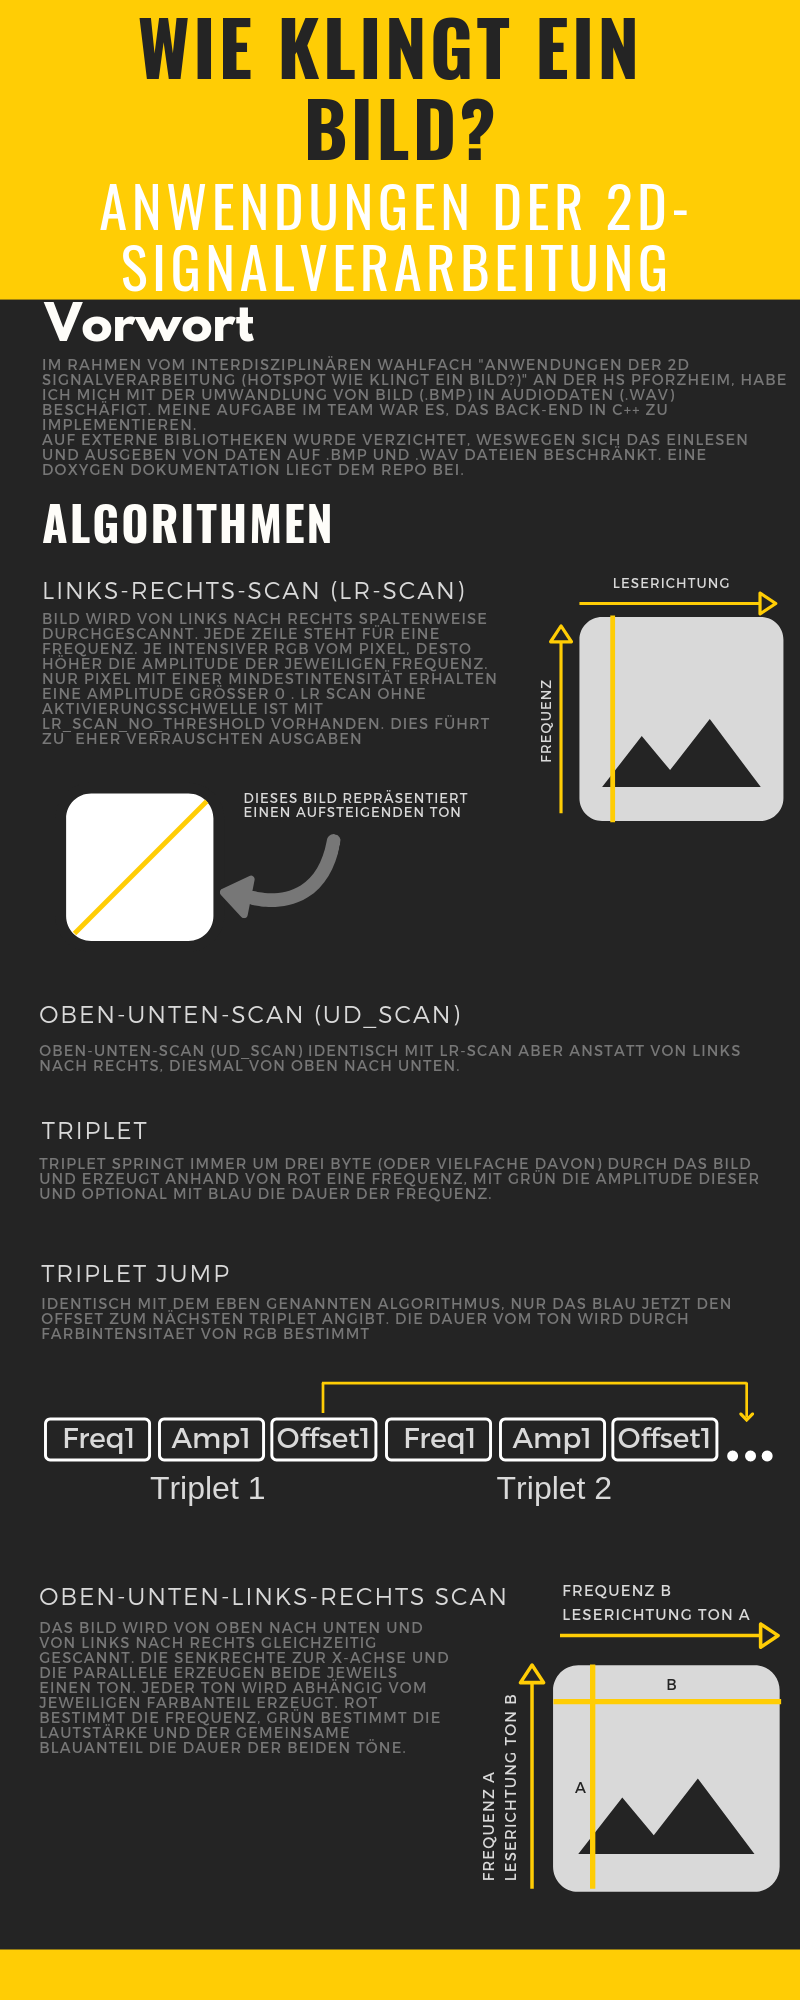 WIE KLINGT EIN
BILD?
ANWENDUNGEN DER 2D-
SIGNALVERARBEITUNG
Vorwort
IM RAHMEN VOM INTERDISZIPLINÄREN WAHLFACH "ANWENDUNGEN DER 2D
SIGNALVERARBEITUNG (HOTSPOT WIE KLINGT EIN BILD?)" AN DER HS PFORZHEIM, HABE
ICH MICH MIT DER UMWANDLUNG VON BILD (.BMP) IN AUDIODATEN (.WAV)
BESCHÄFIGT. MEINE AUFGABE IM TEAM WAR ES, DAS BACK-END IN C++ ZU
IMPLEMENTIEREN.
AUF EXTERNE BIBLIOTHEKEN WURDE VERZICHTET, WESWEGEN SICH DAS EINLESEN
UND AUSGEBEN VON DATEN AUF .BMP UND .WAV DATEIEN BESCHRÄNKT. EINE
DOXYGEN DOKUMENTATION LIEGT DEM REPO BEI.
ALGORITHMEN
LINKS-RECHTS-SCAN (LR-SCAN)
BILD WIRD VON LINKS NACH RECHTS SPALTENWEISE
DURCHGESCANNT. JEDE ZEILE STEHT FÜR EINE
FREQUENZ. JE INTENSIVER RGB VOM PIXEL, DESTO
HÖHER DIE AMPLITUDE DER JEWEILIGEN FREQUENZ.
NUR PIXEL MIT EINER MINDESTINTENSITÄT ERHALTEN
EINE AMPLITUDE GRÖSSER 0 . LR SCAN OHNE
AKTIVIERUNGSSCHWELLE IST MIT
LR_SCAN_NO_THRESHOLD VORHANDEN. DIES FÜHRT
ZU  EHER VERRAUSCHTEN AUSGABEN
LESERICHTUNG
FREQUENZ
DIESES BILD REPRÄSENTIERT
EINEN AUFSTEIGENDEN TON
OBEN-UNTEN-SCAN (UD_SCAN)
OBEN-UNTEN-SCAN (UD_SCAN) IDENTISCH MIT LR-SCAN ABER ANSTATT VON LINKS
NACH RECHTS, DIESMAL VON OBEN NACH UNTEN.
TRIPLET
TRIPLET SPRINGT IMMER UM DREI BYTE (ODER VIELFACHE DAVON) DURCH DAS BILD
UND ERZEUGT ANHAND VON ROT EINE FREQUENZ, MIT GRÜN DIE AMPLITUDE DIESER
UND OPTIONAL MIT BLAU DIE DAUER DER FREQUENZ.
TRIPLET JUMP
IDENTISCH MIT DEM EBEN GENANNTEN ALGORITHMUS, NUR DAS BLAU JETZT DEN
OFFSET ZUM NÄCHSTEN TRIPLET ANGIBT. DIE DAUER VOM TON WIRD DURCH
FARBINTENSITAET VON RGB BESTIMMT
Freq1 Amp1 Offset1 Freq1 Amp1 Offset1 ...
Triplet 1 Triplet 2
OBEN-UNTEN-LINKS-RECHTS SCAN
DAS BILD WIRD VON OBEN NACH UNTEN UND
VON LINKS NACH RECHTS GLEICHZEITIG
GESCANNT. DIE SENKRECHTE ZUR X-ACHSE UND
DIE PARALLELE ERZEUGEN BEIDE JEWEILS
EINEN TON. JEDER TON WIRD ABHÄNGIG VOM
JEWEILIGEN FARBANTEIL ERZEUGT. ROT
BESTIMMT DIE FREQUENZ, GRÜN BESTIMMT DIE
LAUTSTÄRKE UND DER GEMEINSAME
BLAUANTEIL DIE DAUER DER BEIDEN TÖNE.
FREQUENZ B
LESERICHTUNG TON A
FREQUENZ A
LESERICHTUNG TON B
B
A